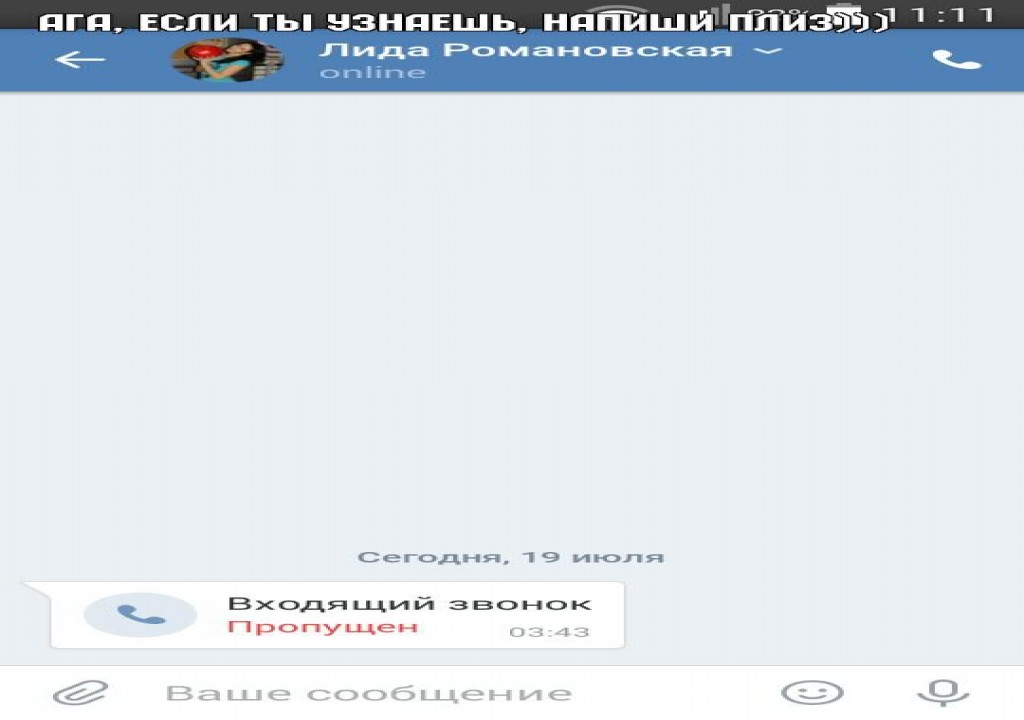 АГА, ЕСЛИ ТЫ УЗНАЕШЬ, НАПИШИ ПЛИЗ)))
11:11
Лида Романовская
online
Сегодня, 19 июля
Входящий звонок
Пропущен
03:43
Ваше сообщение